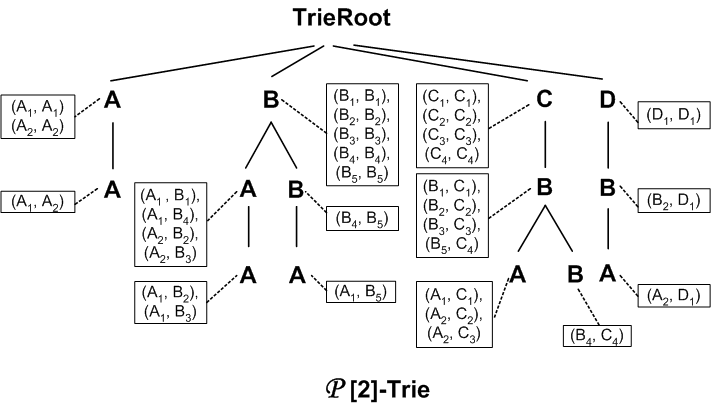 TrieRoot
A
B
C
D
(A₁, A₁)
(A₂, A₂)
(B₁, B₁),
(B₂, B₂),
(B₃, B₃),
(B₄, B₄),
(B₅, B₅)
(C₁, C₁),
(C₂, C₂),
(C₃, C₃),
(C₄, C₄)
(D₁, D₁)
A
A
B
B
B
(A₁, A₂)
(A₁, B₁),
(A₁, B₄),
(A₂, B₂),
(A₂, B₃)
(B₄, B₅)
(B₁, C₁),
(B₂, C₂),
(B₃, C₃),
(B₅, C₄)
(B₂, D₁)
A
A
A
B
A
(A₁, B₂),
(A₁, B₃)
(A₁, B₅)
(A₁, C₁),
(A₂, C₂),
(A₂, C₃)
(B₄, C₄)
(A₂, D₁)
𝒫[2]-Trie